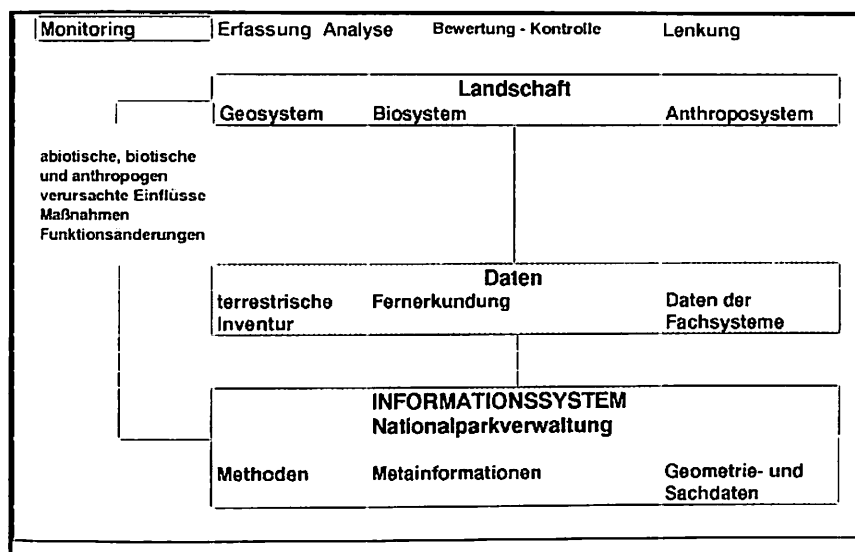 Monitoring Erfassung Analyse Bewertung - Kontrolle Lenkung
Landschaft
Geosystem Biosystem Anthroposystem
abiotische, biotische
und anthropogen
verursachte Einflüsse
Maßnahmen
Funktionsänderungen
Daten
terrestrische Fernerkundung Daten der
Inventur Fachsysteme
INFORMATIONSSYSTEM
Nationalparkverwaltung
Methoden Metainformationen Geometrie- und
Sachdaten